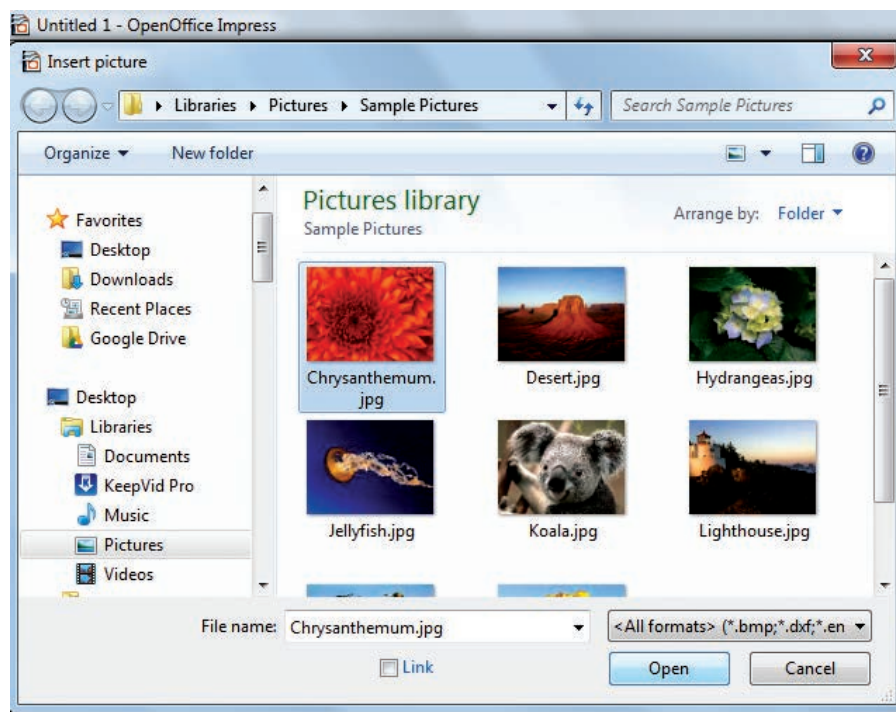 Untitled 1 - OpenOffice Impress
Insert picture
Libraries Pictures Sample Pictures
Search Sample Pictures
Organize New folder
Favorites
Desktop
Downloads
Recent Places
Google Drive
Desktop
Libraries
Documents
KeepVid Pro
Music
Pictures
Videos
Pictures library
Sample Pictures
Arrange by: Folder
Chrysanthemum.
jpg
Desert.jpg
Hydrangeas.jpg
Jellyfish.jpg
Koala.jpg
Lighthouse.jpg
File name: Chrysanthemum.jpg
<All formats> (*.bmp;*.dxf;*.en
Link
Open Cancel